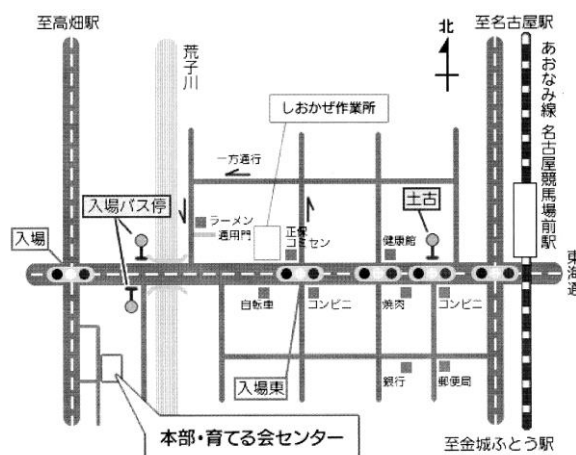 至高畑駅
荒子川
北
至名古屋駅
あおなみ線 名古屋競馬場前駅
しおかぜ作業所
一方通行
入場バス停
土古
入場
ラーメン
通用門
正保
コミセン
健康館
東海通
自転車
コンビニ
焼肉
コンビニ
入場東
銀行
郵便局
本部・育てる会センター
至金城ふとう駅